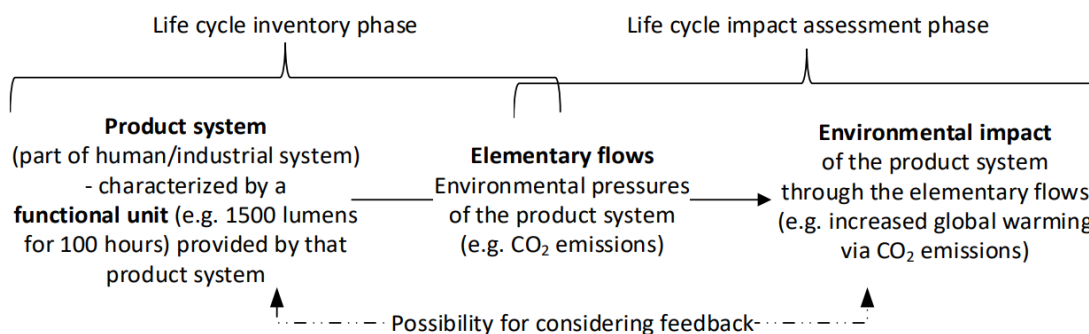 Life cycle inventory phase
Life cycle impact assessment phase
Product system
(part of human/industrial system)
- characterized by a
functional unit (e.g. 1500 lumens
for 100 hours) provided by that
product system
Elementary flows
Environmental pressures
of the product system
(e.g. CO₂ emissions)
Environmental impact
of the product system
through the elementary flows
(e.g. increased global warming
via CO₂ emissions)
Possibility for considering feedback